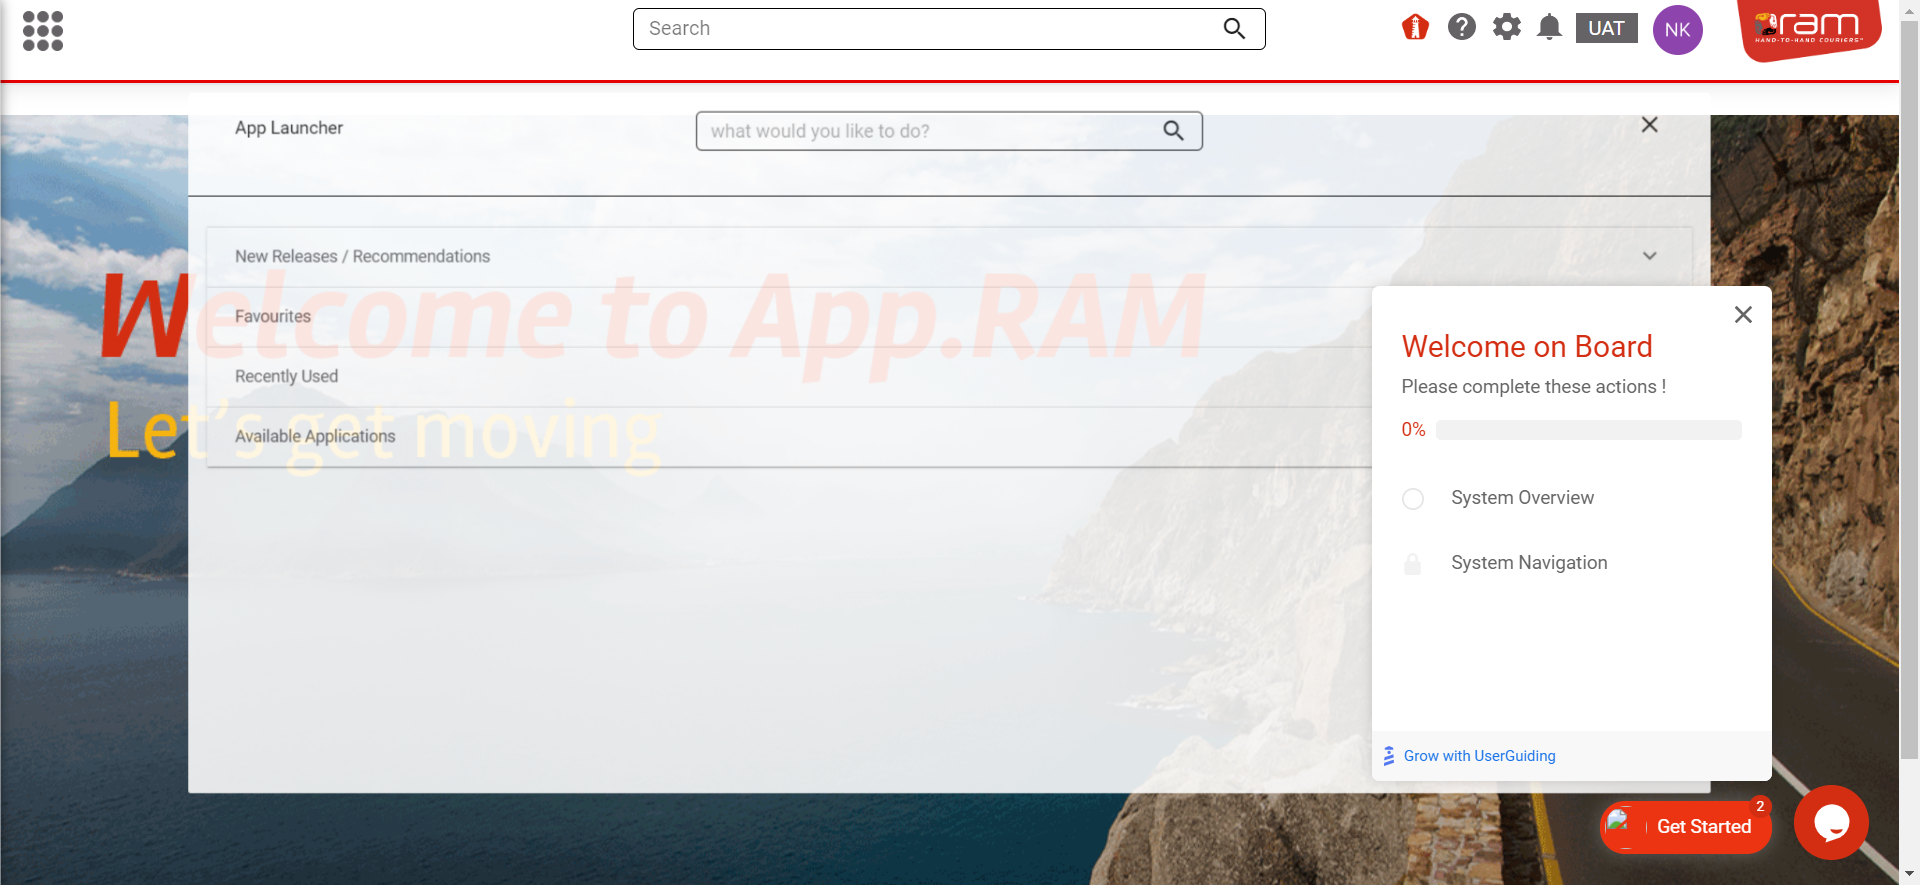 Search
UAT
NK
ram
HAND-TO-HAND COURIERS™
App Launcher
what would you like to do?
New Releases / Recommendations
Welcome to App.RAM
Favourites
Recently Used
Let's get moving
Available Applications
Welcome on Board
Please complete these actions !
0%
System Overview
System Navigation
Grow with UserGuiding
Get Started
2